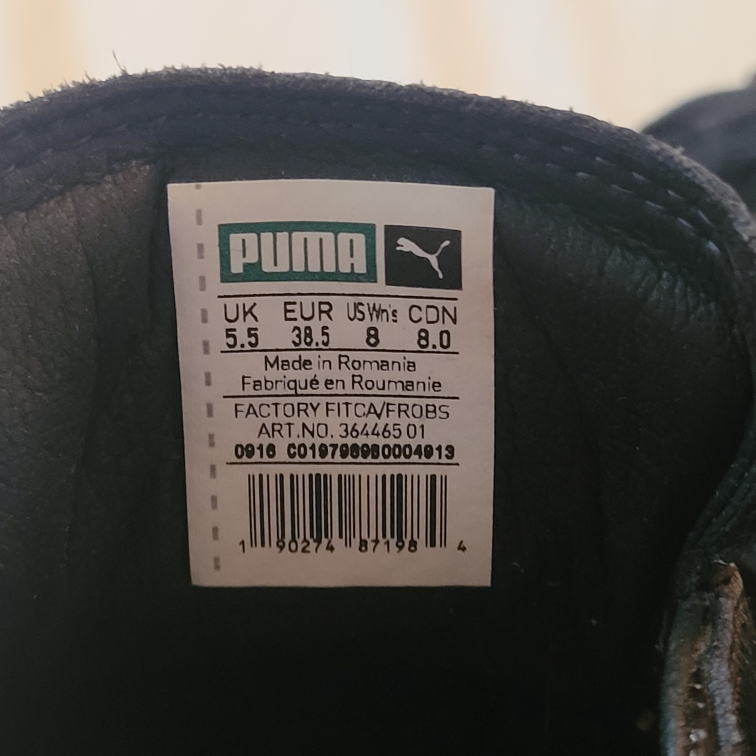 PUMA
UK EUR US Wn's CDN
5.5 38.5 8 8.0
Made in Romania
Fabriqué en Roumanie
FACTORY FITCA/FROBS
ART.NO. 364465 01
0916
1 90274 87198 4